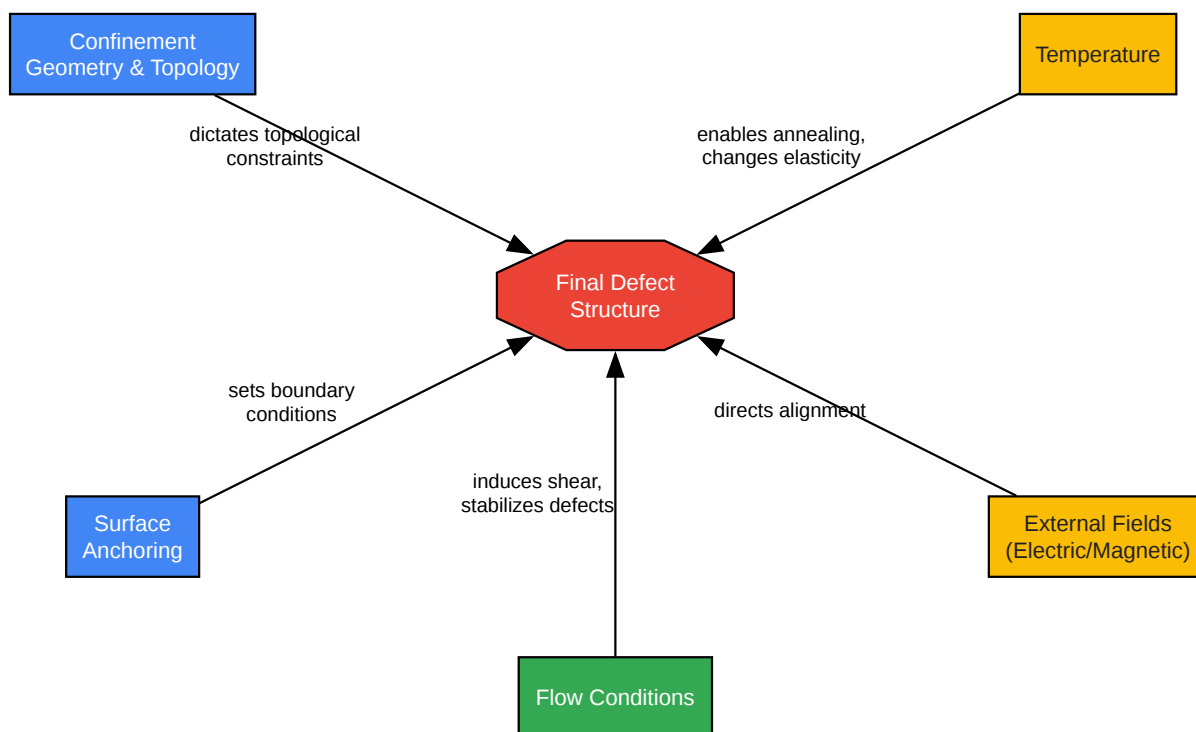 Confinement
Geometry & Topology
Temperature
dictates topological
constraints
enables annealing,
changes elasticity
Final Defect
Structure
sets boundary
conditions
directs alignment
induces shear,
stabilizes defects
Surface
Anchoring
External Fields
(Electric/Magnetic)
Flow Conditions